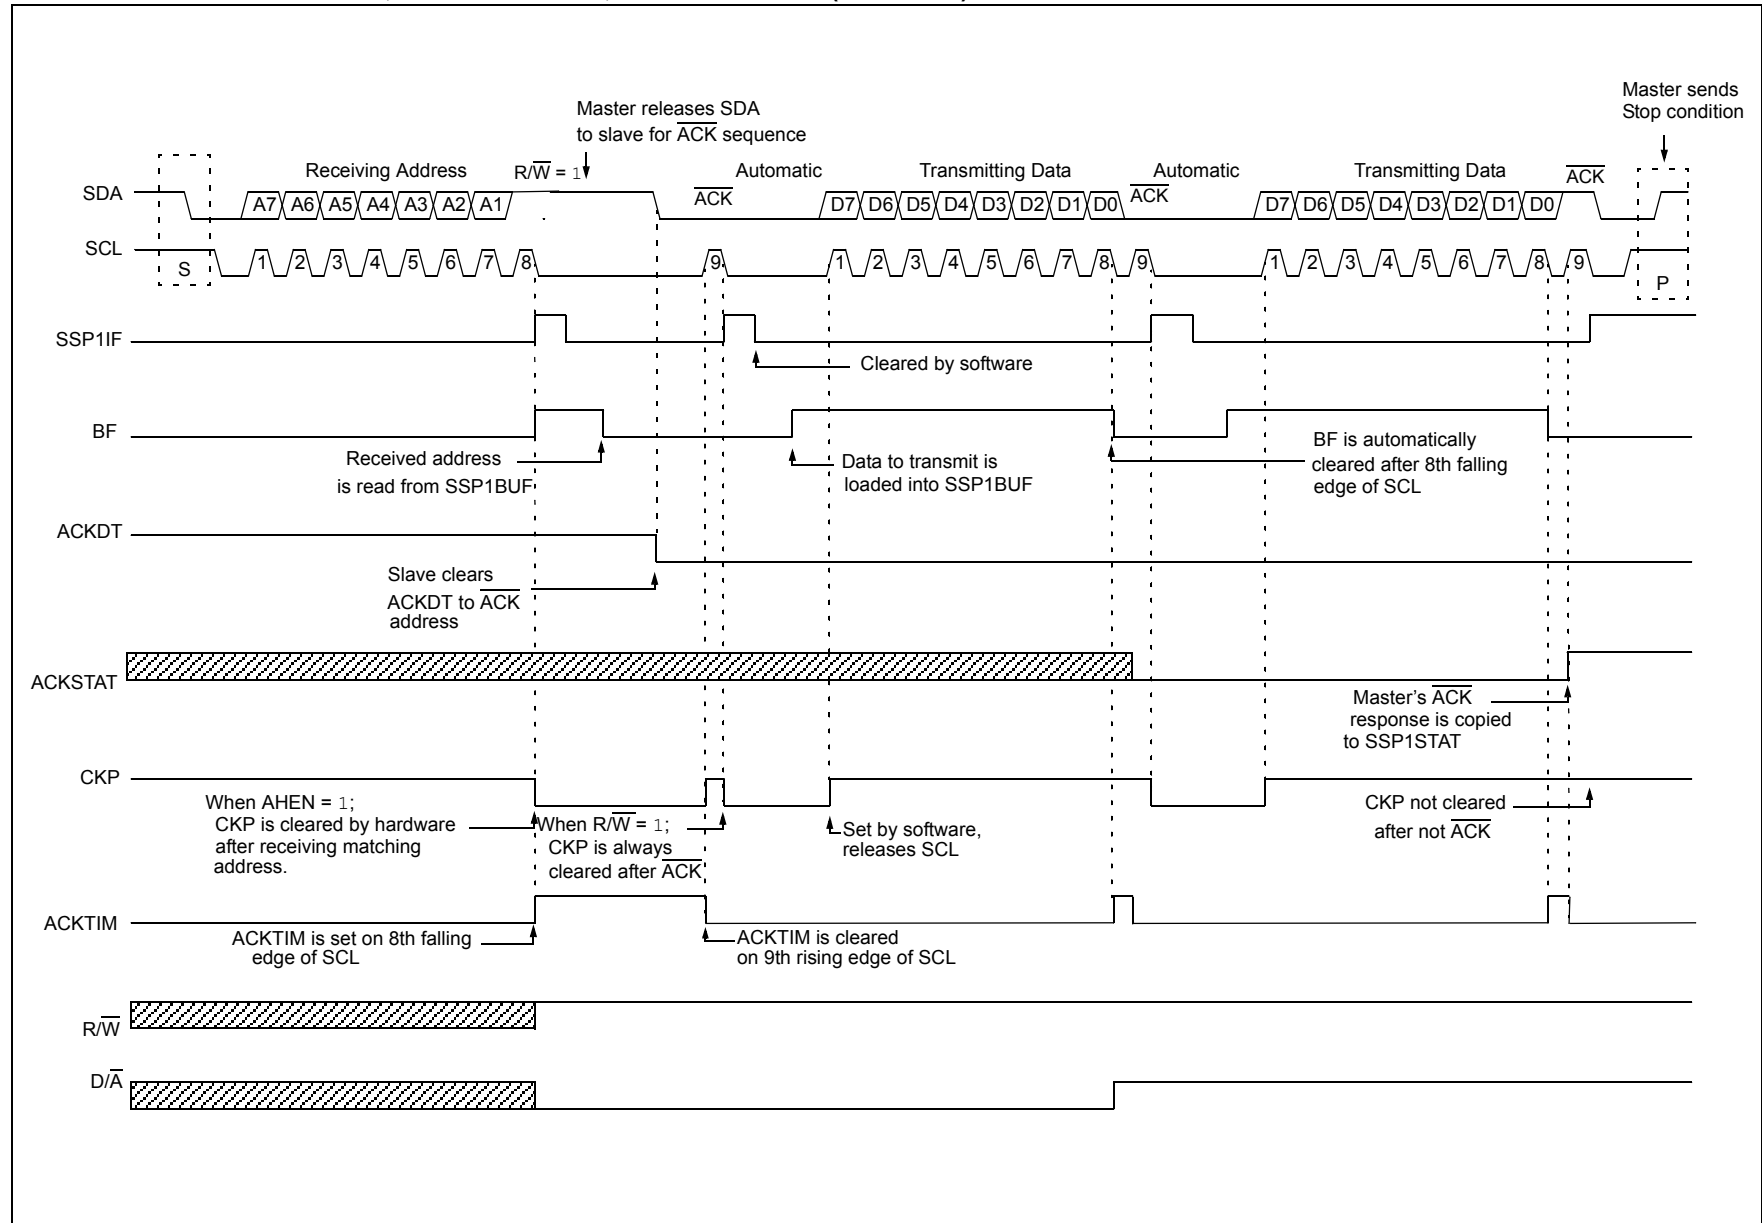 Master releases SDA
to slave for ACK sequence
Master sends
Stop condition
Receiving Address
R/W = 1
Automatic
Transmitting Data
Automatic
Transmitting Data
ACK
SDA
A7 A6 A5 A4 A3 A2 A1
ACK
D7 D6 D5 D4 D3 D2 D1 D0
ACK
D7 D6 D5 D4 D3 D2 D1 D0
SCL
S
1 2 3 4 5 6 7 8 9
1 2 3 4 5 6 7 8 9
1 2 3 4 5 6 7 8 9
P
SSP1IF
Cleared by software
BF
Received address
is read from SSP1BUF
Data to transmit is
loaded into SSP1BUF
BF is automatically
cleared after 8th falling
edge of SCL
ACKDT
Slave clears
ACKDT to ACK
address
ACKSTAT
Master's ACK
response is copied
to SSP1STAT
CKP
When AHEN = 1;
CKP is cleared by hardware
after receiving matching
address.
When R/W = 1;
CKP is always
cleared after ACK
Set by software,
releases SCL
CKP not cleared
after not ACK
ACKTIM
ACKTIM is set on 8th falling
edge of SCL
ACKTIM is cleared
on 9th rising edge of SCL
R/W
D/A